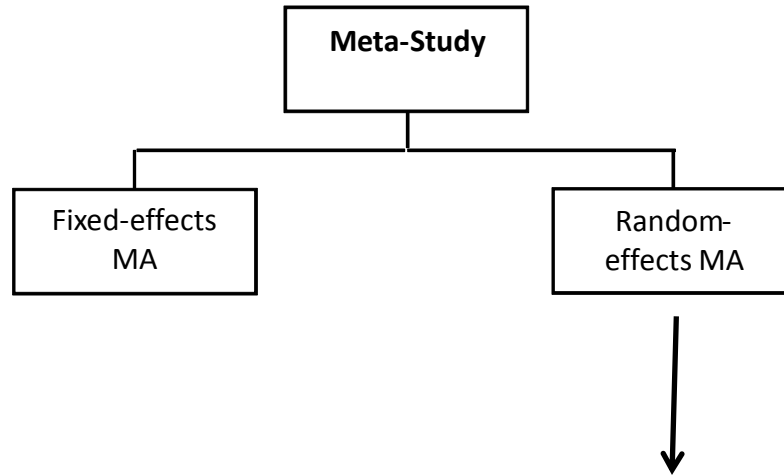 Meta-Study
Fixed-effects
MA
Random-
effects MA